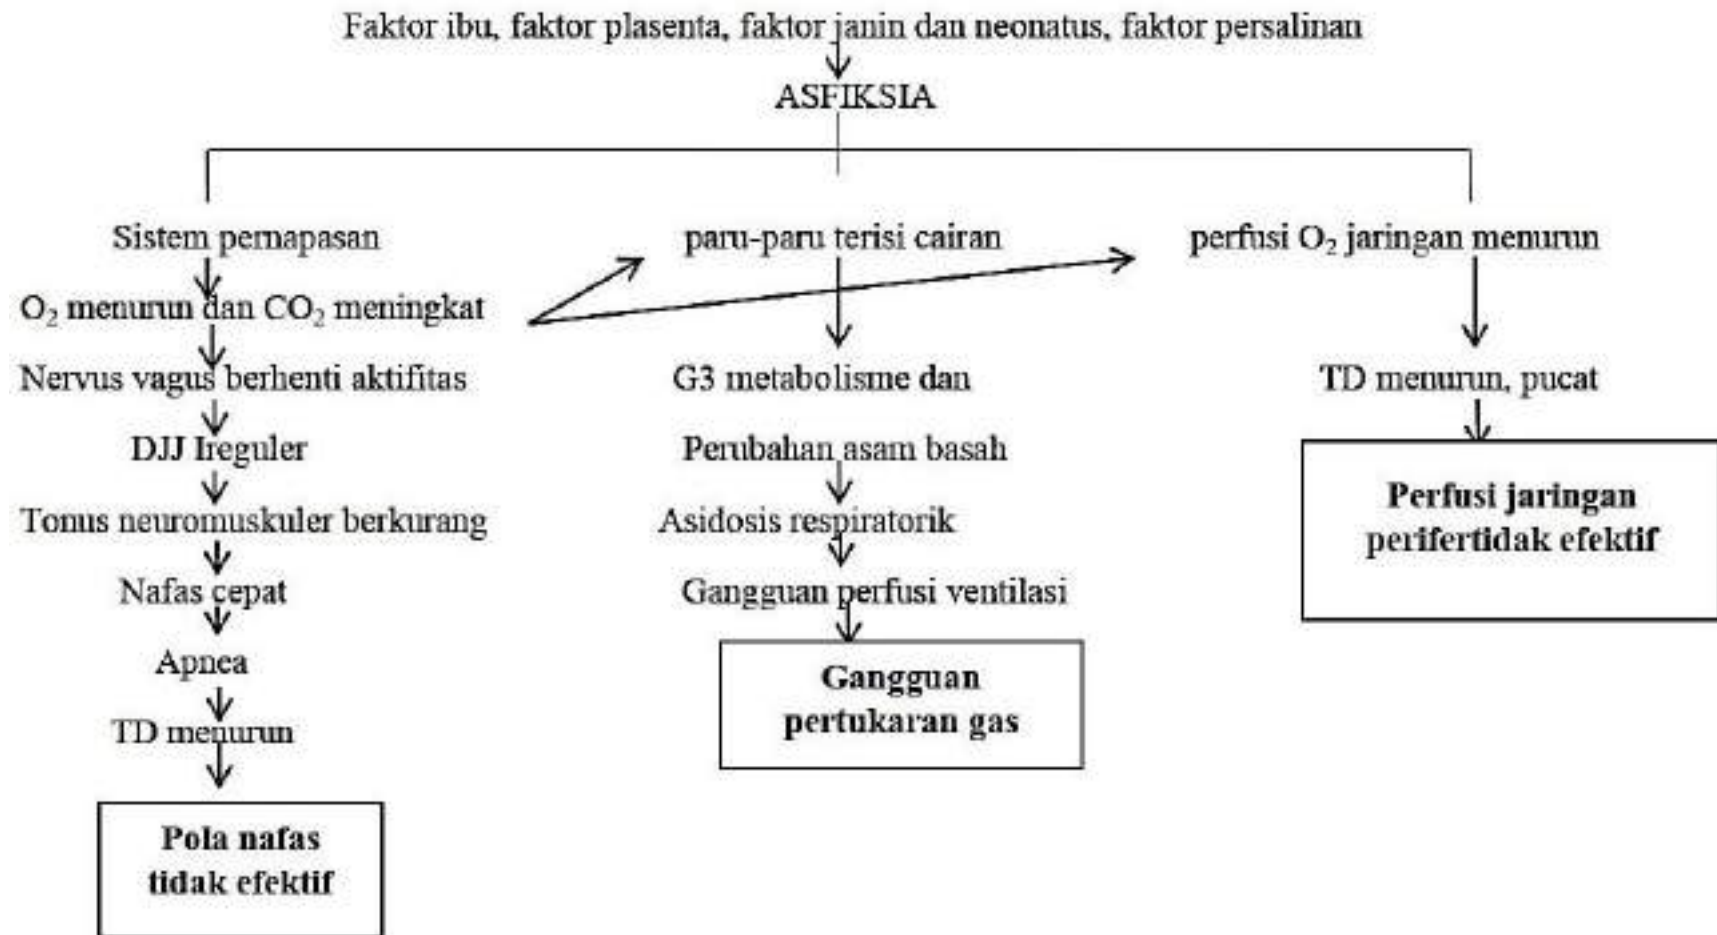 Faktor ibu, faktor plasenta, faktor janin dan neonatus, faktor persalinan
ASFIKSIA
Sistem pernapasan
O₂ menurun dan CO₂ meningkat
Nervus vagus berhenti aktifitas
DJJ Ireguler
Tonus neuromuskuler berkurang
Nafas cepat
Apnea
TD menurun
Pola nafas
tidak efektif
paru-paru terisi cairan
G3 metabolisme dan
Perubahan asam basah
Asidosis respiratorik
Gangguan perfusi ventilasi
Gangguan
pertukaran gas
perfusi O₂ jaringan menurun
TD menurun, pucat
Perfusi jaringan
perifertidak efektif